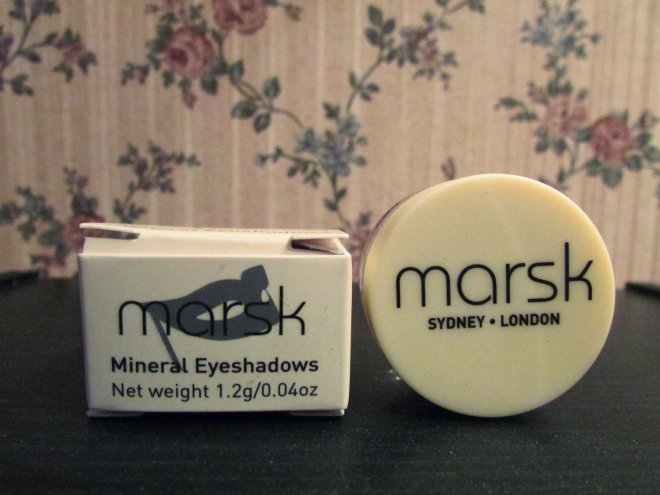 marsk
Mineral Eyeshadows
Net weight 1.2g/0.04oz
marsk
SYDNEY • LONDON